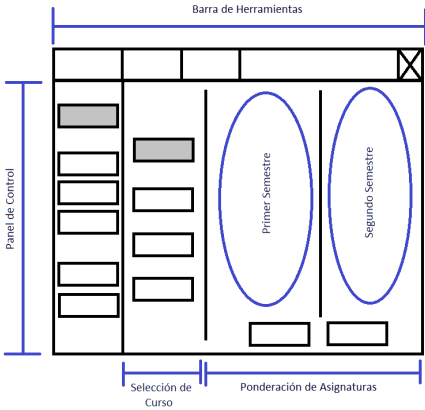 Barra de Herramientas
Panel de Control
Primer Semestre
Segundo Semestre
Selección de
Curso
Ponderación de Asignaturas